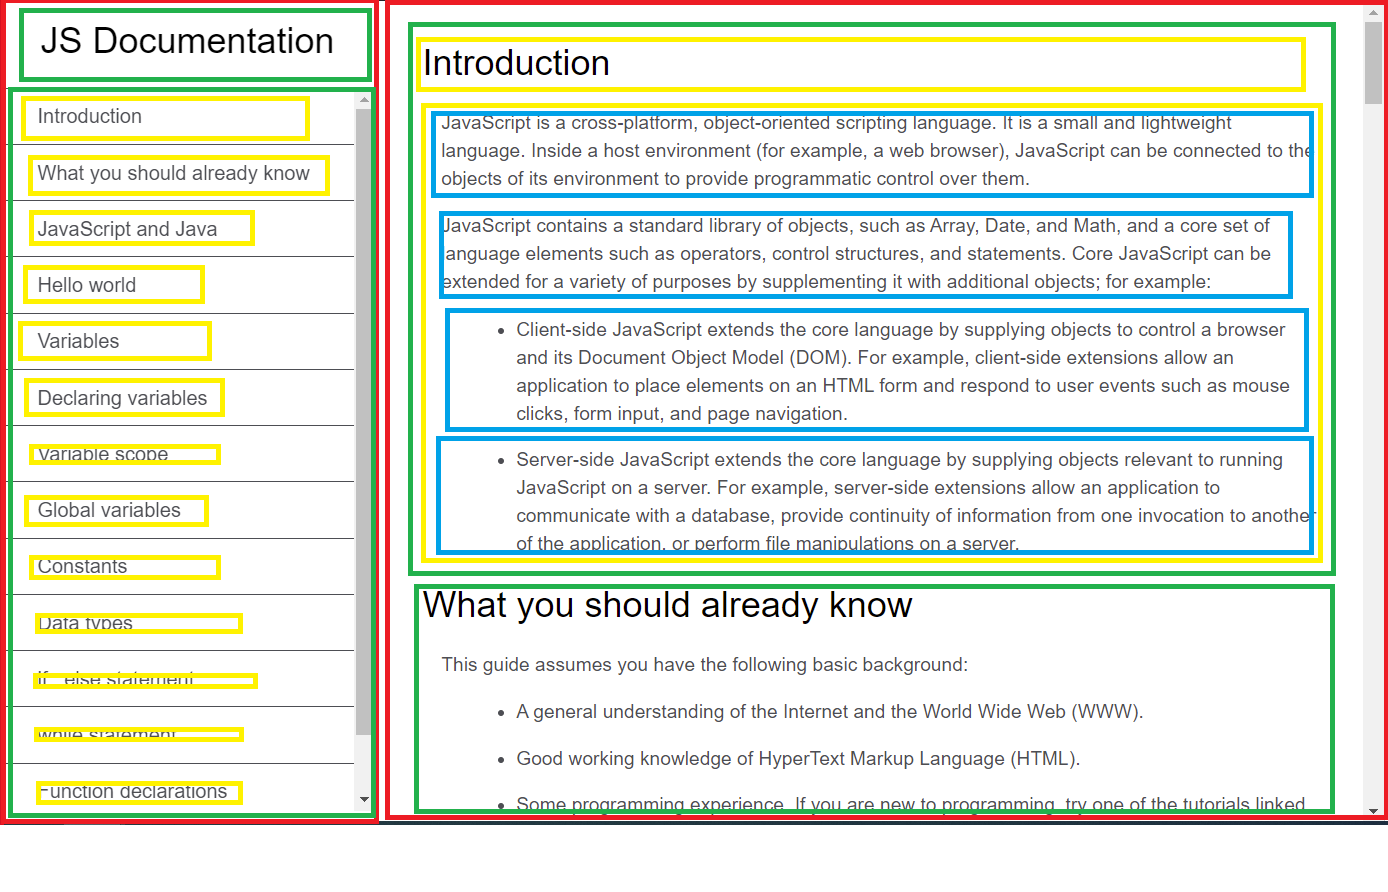 JS Documentation
Introduction
What you should already know
JavaScript and Java
Hello world
Variables
Declaring variables
Variable scope
Global variables
Constants
Data types
if...else statement
while statement
Function declarations
Introduction
JavaScript is a cross-platform, object-oriented scripting language. It is a small and lightweight
language. Inside a host environment (for example, a web browser), JavaScript can be connected to the
objects of its environment to provide programmatic control over them.
JavaScript contains a standard library of objects, such as Array, Date, and Math, and a core set of
language elements such as operators, control structures, and statements. Core JavaScript can be
extended for a variety of purposes by supplementing it with additional objects; for example:
• Client-side JavaScript extends the core language by supplying objects to control a browser
and its Document Object Model (DOM). For example, client-side extensions allow an
application to place elements on an HTML form and respond to user events such as mouse
clicks, form input, and page navigation.
• Server-side JavaScript extends the core language by supplying objects relevant to running
JavaScript on a server. For example, server-side extensions allow an application to
communicate with a database, provide continuity of information from one invocation to another
of the application, or perform file manipulations on a server.
What you should already know
This guide assumes you have the following basic background:
• A general understanding of the Internet and the World Wide Web (WWW).
• Good working knowledge of HyperText Markup Language (HTML).
• Some programming experience. If you are new to programming, try one of the tutorials linked